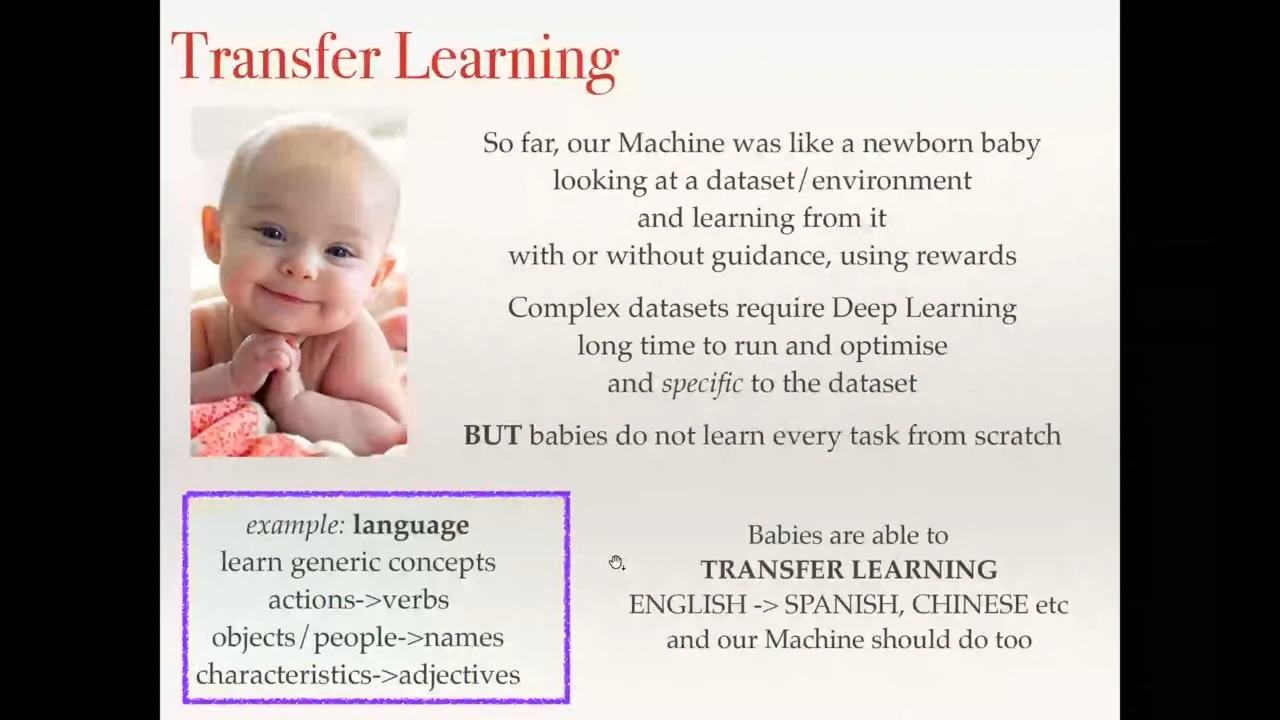 Transfer Learning
So far, our Machine was like a newborn baby
looking at a dataset/environment
and learning from it
with or without guidance, using rewards
Complex datasets require Deep Learning
long time to run and optimise
and specific to the dataset
BUT babies do not learn every task from scratch
example: language
learn generic concepts
actions->verbs
objects/people->names
characteristics->adjectives
Babies are able to
TRANSFER LEARNING
ENGLISH -> SPANISH, CHINESE etc
and our Machine should do too